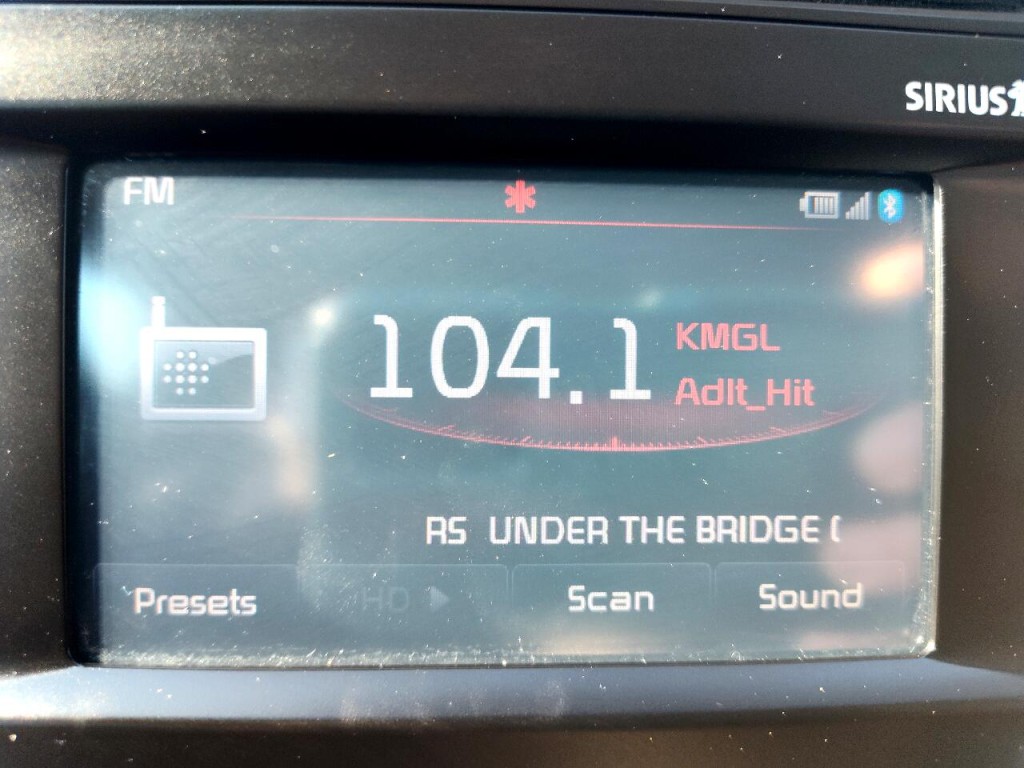 SIRIUS
FM
104.1
KMGL
Adlt_Hit
RS UNDER THE BRIDGE (
Presets
HD
Scan
Sound